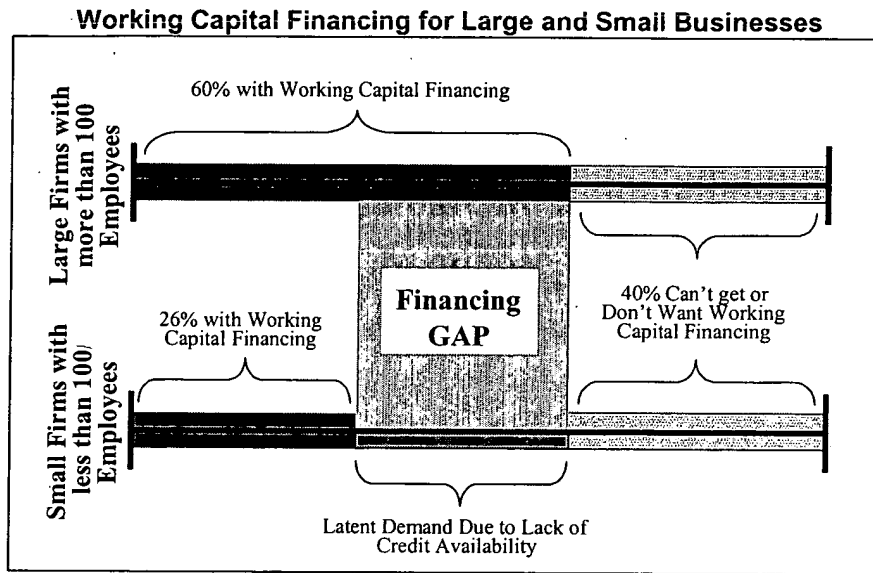 Working Capital Financing for Large and Small Businesses
60% with Working Capital Financing
Large Firms with
more than 100
Employees
Financing
GAP
40% Can't get or
Don't Want Working
Capital Financing
26% with Working
Capital Financing
Small Firms with
less than 100/
Employees
Latent Demand Due to Lack of
Credit Availability